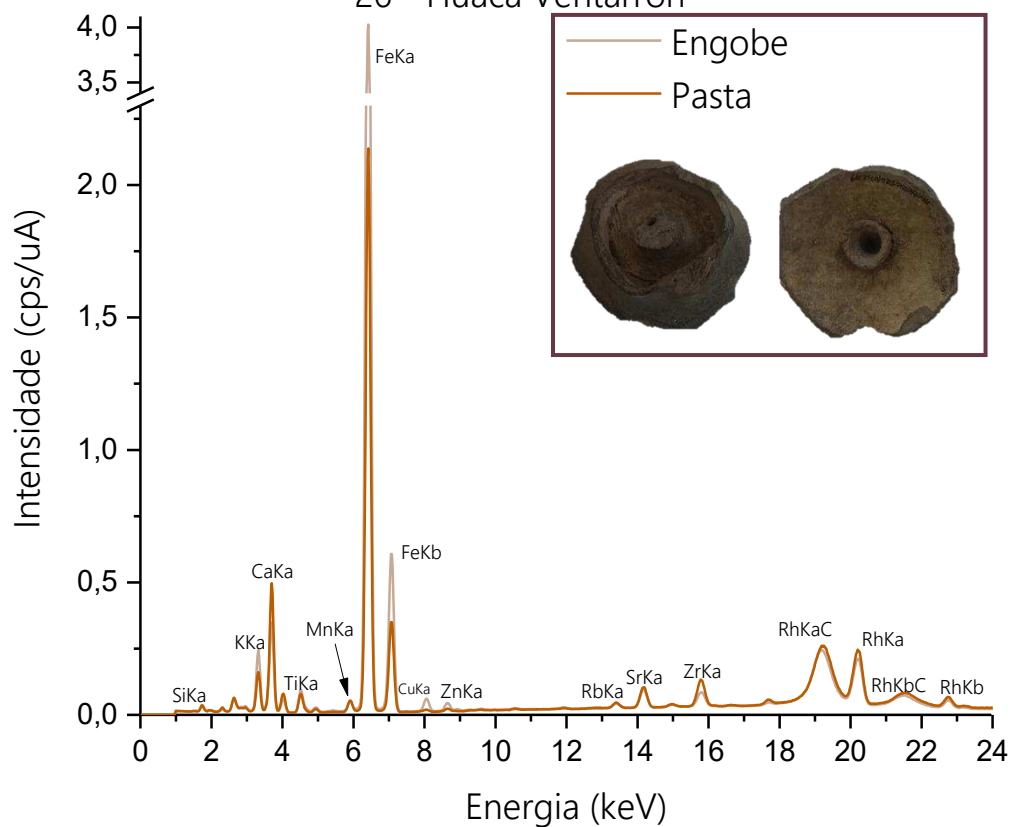 Engobe
Pasta
4,0
3,5
2,0
1,5
1,0
0,5
0,0
Intensidade (cps/uA)
FeKa
FeKb
CaKa
KKa
MnKa
SiKa
TiKa
CuKa
ZnKa
RbKa
SrKa
ZrKa
RhKaC
RhKa
RhKbC
RhKb
0 2 4 6 8 10 12 14 16 18 20 22 24
Energia (keV)